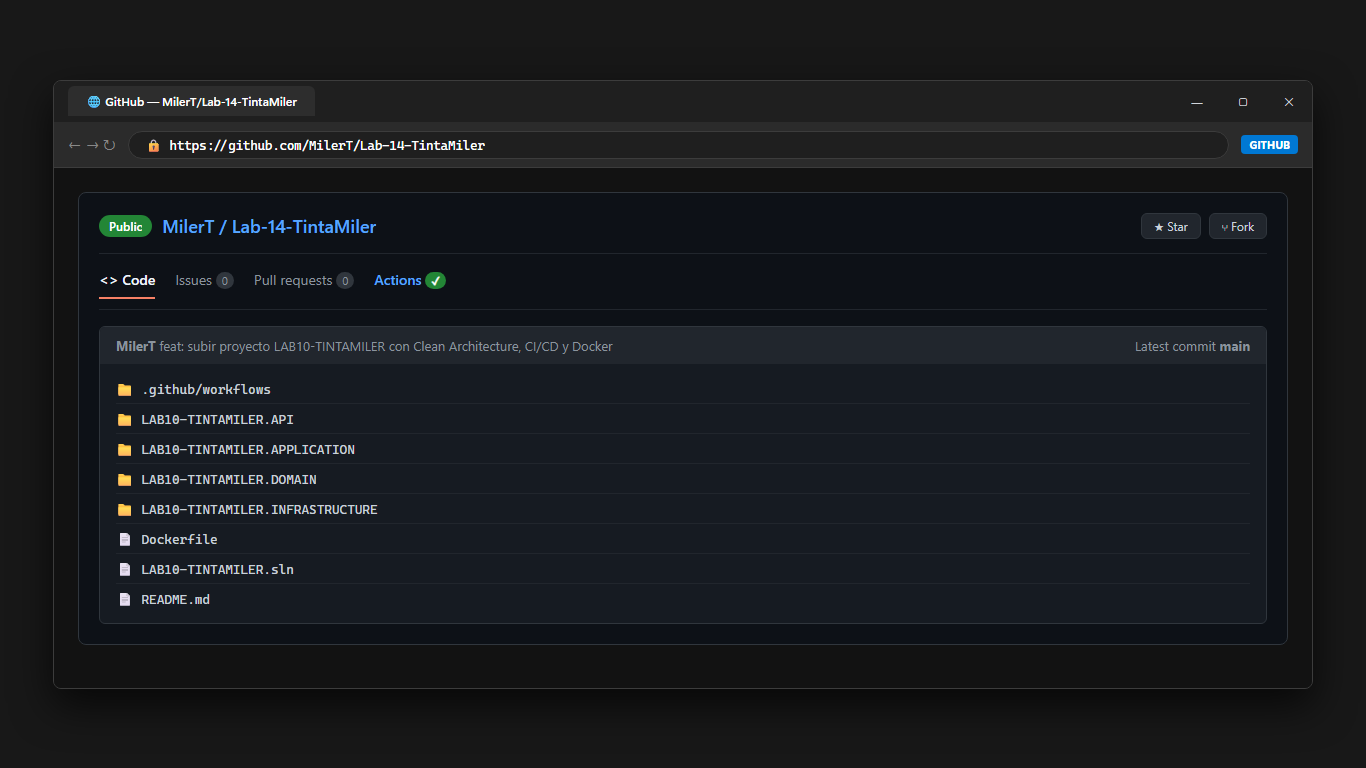 GitHub — MilerT/Lab-14-TintaMiler
https://github.com/MilerT/Lab-14-TintaMiler GITHUB
Public MilerT / Lab-14-TintaMiler ★ Star Fork
<> Code Issues 0 Pull requests 0 Actions ✓
MilerT feat: subir proyecto LAB10-TINTAMILER con Clean Architecture, CI/CD y Docker Latest commit main
.github/workflows
LAB10-TINTAMILER.API
LAB10-TINTAMILER.APPLICATION
LAB10-TINTAMILER.DOMAIN
LAB10-TINTAMILER.INFRASTRUCTURE
Dockerfile
LAB10-TINTAMILER.sln
README.md